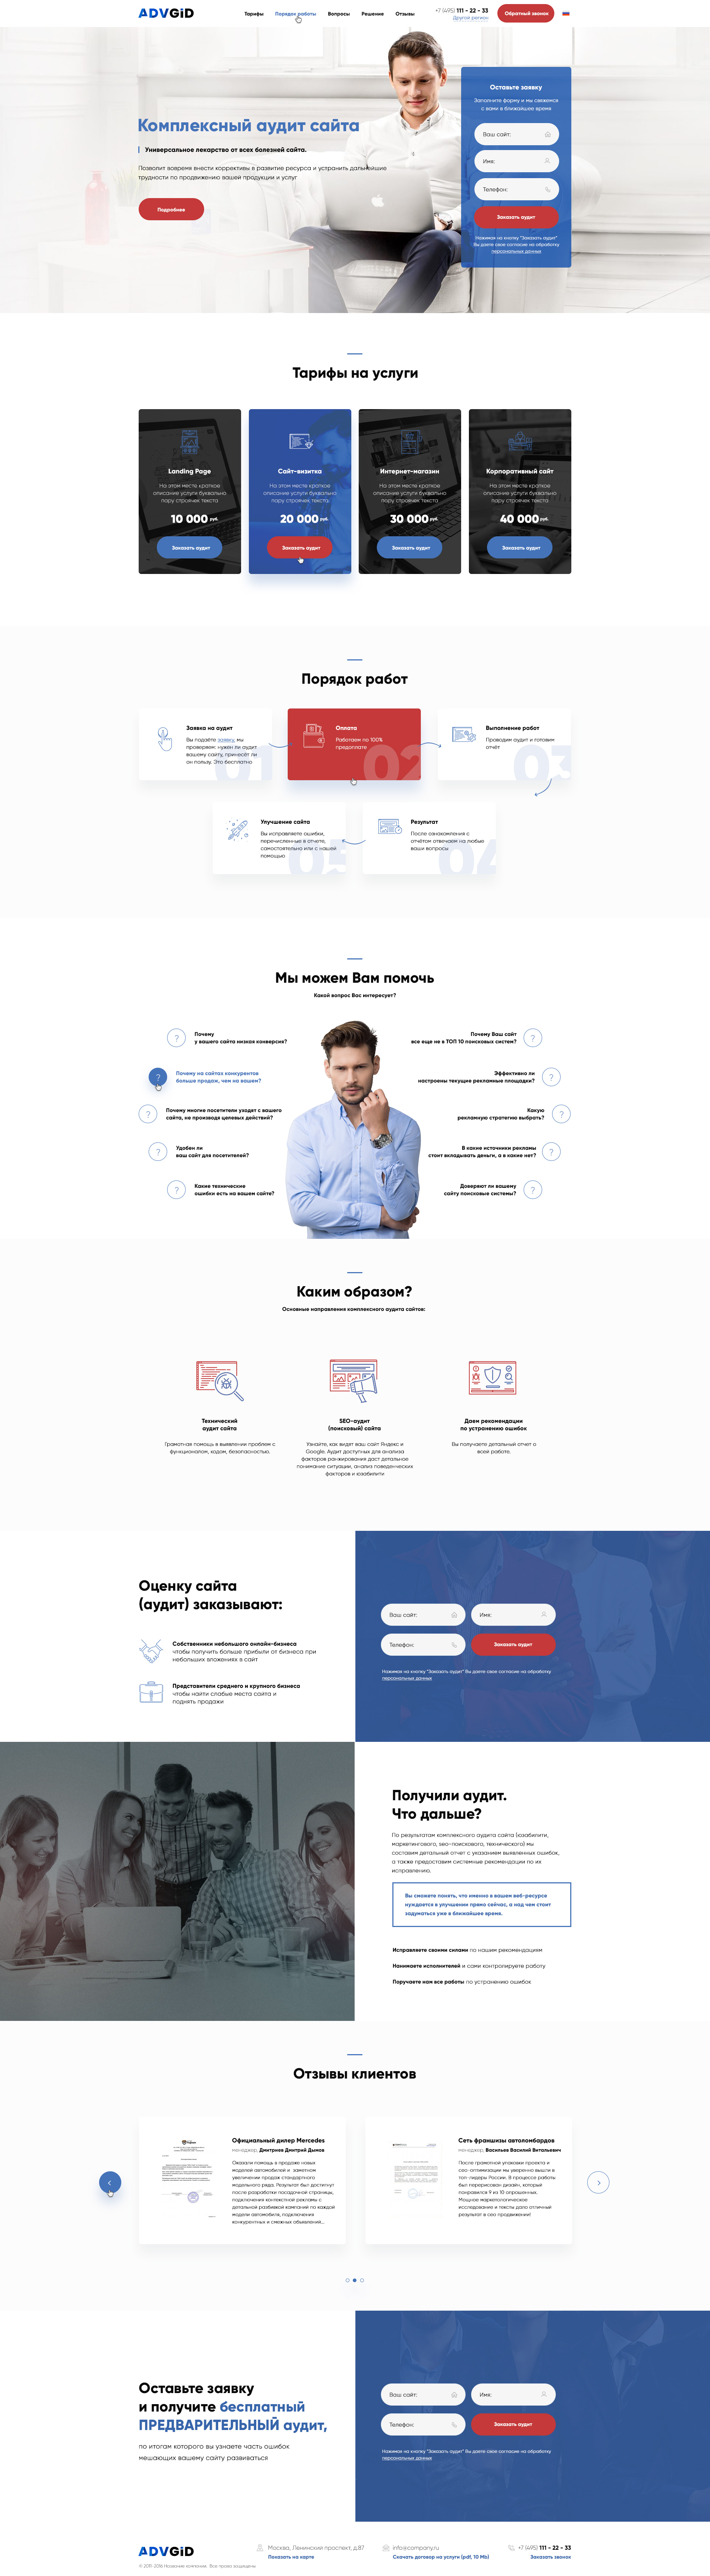 ADVGiD
Тарифы Порядок работы Вопросы Решение Отзывы
+7 (495) 111 - 22 - 33
Другой регион
Обратный звонок
Комплексный аудит сайта
Универсальное лекарство от всех болезней сайта.
Позволит вовремя внести коррективы в развитие ресурса и устранить дальнейшие
трудности по продвижению вашей продукции и услуг
Подробнее
Оставьте заявку
Заполните форму и мы свяжемся
с вами в ближайшее время
Ваш сайт:
Имя:
Телефон:
Заказать аудит
Нажимая на кнопку "Заказать аудит"
Вы даете свое согласие на обработку
персональных данных
Тарифы на услуги
Landing Page
На этом месте краткое
описание услуги буквально
пару строчек текста
10 000 руб.
Заказать аудит
Сайт-визитка
На этом месте краткое
описание услуги буквально
пару строчек текста
20 000 руб.
Заказать аудит
Интернет-магазин
На этом месте краткое
описание услуги буквально
пару строчек текста
30 000 руб.
Заказать аудит
Корпоративный сайт
На этом месте краткое
описание услуги буквально
пару строчек текста
40 000 руб.
Заказать аудит
Порядок работ
Заявка на аудит
Вы подаёте заявку, мы
проверяем: нужен ли аудит
вашему сайту, принесёт ли
он пользу. Это бесплатно
01
Оплата
Работаем по 100%
предоплате
02
Выполнение работ
Проводим аудит и готовим
отчёт
03
Улучшение сайта
Вы исправляете ошибки,
перечисленные в отчете,
самостоятельно или с нашей
помощью
05
Результат
После ознакомления с
отчётом отвечаем на любые
ваши вопросы
04
Мы можем Вам помочь
Какой вопрос Вас интересует?
Почему
у вашего сайта низкая конверсия?
Почему на сайтах конкурентов
больше продаж, чем на вашем?
Почему многие посетители уходят с вашего
сайта, не производя целевых действий?
Удобен ли
ваш сайт для посетителей?
Какие технические
ошибки есть на вашем сайте?
Почему Ваш сайт
все еще не в ТОП 10 поисковых систем?
Эффективно ли
настроены текущие рекламные площадки?
Какую
рекламную стратегию выбрать?
В какие источники рекламы
стоит вкладывать деньги, а в какие нет?
Доверяют ли вашему
сайту поисковые системы?
Каким образом?
Основные направления комплексного аудита сайтов:
Технический
аудит сайта
Грамотная помощь в выявлении проблем с
функционалом, кодом, безопасностью.
SEO-аудит
(поисковый) сайта
Узнайте, как видят ваш сайт Яндекс и
Google. Аудит доступных для анализа
факторов ранжирования даст детальное
понимание ситуации, анализ поведенческих
факторов и юзабилити
Даем рекомендации
по устранению ошибок
Вы получаете детальный отчет о
всей работе.
Оценку сайта
(аудит) заказывают:
Собственники небольшого онлайн-бизнеса
чтобы получить больше прибыли от бизнеса при
небольших вложениях в сайт
Представители среднего и крупного бизнеса
чтобы найти слабые места сайта и
поднять продажи
Ваш сайт:
Имя:
Телефон:
Заказать аудит
Нажимая на кнопку "Заказать аудит" Вы даете свое согласие на обработку
персональных данных
Получили аудит.
Что дальше?
По результатам комплексного аудита сайта (юзабилити,
маркетингового, seo-поискового, технического) мы
составим детальный отчет с указанием выявленных ошибок,
а также предоставим системные рекомендации по их
исправлению.
Вы сможете понять, что именно в вашем веб-ресурсе
нуждается в улучшении прямо сейчас, а над чем стоит
задуматься уже в ближайшее время.
Исправляете своими силами по нашим рекомендациям
Нанимаете исполнителей и сами контролируете работу
Поручаете нам все работы по устранению ошибок
Отзывы клиентов
Официальный дилер Mercedes
менеджер, Дмитриев Дмитрий Дымов
Оказали помощь в продаже новых
моделей автомобилей и заметном
увеличении продаж стандартного
модельного ряда. Результат был достигнут
после разработки посадочной страницы,
подключения контекстной рекламы с
детальной разбивкой компаний по каждой
модели автомобиля, подключения
конкурентных и смежных объявлений...
Сеть франшизы автоломбардов
менеджер, Васильев Василий Витальевич
После грамотной упаковки проекта и
сео-оптимизации мы уверенно вышли в
топ -лидеры России. В процессе работы
был перерисован дизайн, который
понравился 9 из 10 опрошенных!
Мощное маркетологическое
исследование и тексты дало отличный
результат в сео продвижении!
Оставьте заявку
и получите бесплатный
ПРЕДВАРИТЕЛЬНЫЙ аудит,
по итогам которого вы узнаете часть ошибок
мешающих вашему сайту развиваться
Ваш сайт:
Имя:
Телефон:
Заказать аудит
Нажимая на кнопку "Заказать аудит" Вы даете свое согласие на обработку
персональных данных
ADVGiD
© 2011-2016 Название компании. Все права защищены
Москва, Ленинский проспект, д.87
Показать на карте
info@company.ru
Скачать договор на услуги (pdf, 10 Mb)
+7 (495) 111 - 22 - 33
Заказать звонок